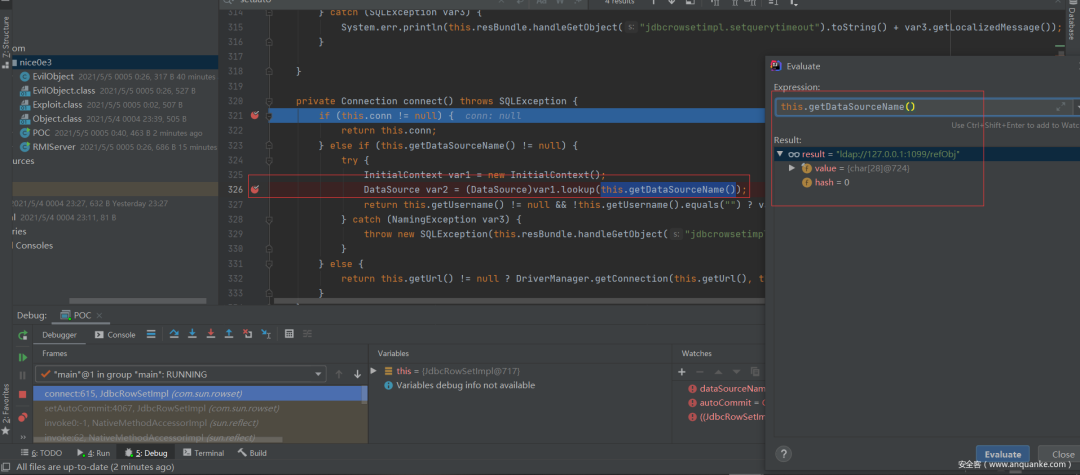 setauto
4 results
314 } catch (SQLException var3) {
315 System.err.println(this.resBundle.handleGetObject( s: "jdbcrowsetimpl.setquerytimeout").toString() + var3.getLocalizedMessage());
316 }
317
318 }
319
320 private Connection connect() throws SQLException {
321 if (this.conn != null) { conn: null
322 return this.conn;
323 } else if (this.getDataSourceName() != null) {
324 try {
325 InitialContext var1 = new InitialContext();
326 DataSource var2 = (DataSource)var1.lookup(this.getDataSourceName());
327 return this.getUsername() != null && !this.getUsername().equals("") ? v
328 } catch (NamingException var3) {
329 throw new SQLException(this.resBundle.handleGetObject( s: "jdbcrowsetimp
330 }
331 } else {
332 return this.getUrl() != null ? DriverManager.getConnection(this.getUrl(), t
333 }
Z: Structure
om
nice0e3
EvilObject 2021/5/5 0005 0:26, 317 B 40 minutes
EvilObject.class 2021/5/5 0005 0:26, 527 B
Exploit.class 2021/5/5 0005 0:02, 507 B
Object.class 2021/5/4 0004 23:39, 505 B
POC 2021/5/5 0005 0:40, 463 B 2 minutes ago
RMIServer 2021/5/5 0005 0:26, 686 B 15 minutes
ources
2021/5/4 0004 23:27, 632 B Yesterday 23:27
l 2021/5/4 0004 23:11, 81 B
ries
Consoles
Database
Evaluate
Expression:
this.getDataSourceName()
Use Ctrl+Shift+Enter to add to Watc
Result:
result = "ldap://127.0.0.1:1099/refObj"
value = {char[28]@724}
hash = 0
Evaluate
Close
Debug: POC
Debugger
Console
Frames
Variables
Watches
"main"@1 in group "main": RUNNING
connect:615, JdbcRowSetImpl (com.sun.rowset)
setAutoCommit:4067, JdbcRowSetImpl (com.sun.rowset)
invoke0:-1, NativeMethodAccessorImpl (sun.reflect)
invoke:62, NativeMethodAccessorImpl (sun.reflect)
this = {JdbcRowSetImpl@717}
Variables debug info not available
dataSourceNam
autoCommit =
((JdbcRowSetIm
2: Favorites
6: TODO
4: Run
5: Debug
Terminal
Build
All files are up-to-date (2 minutes ago)
安全客(www.anquanke.com)